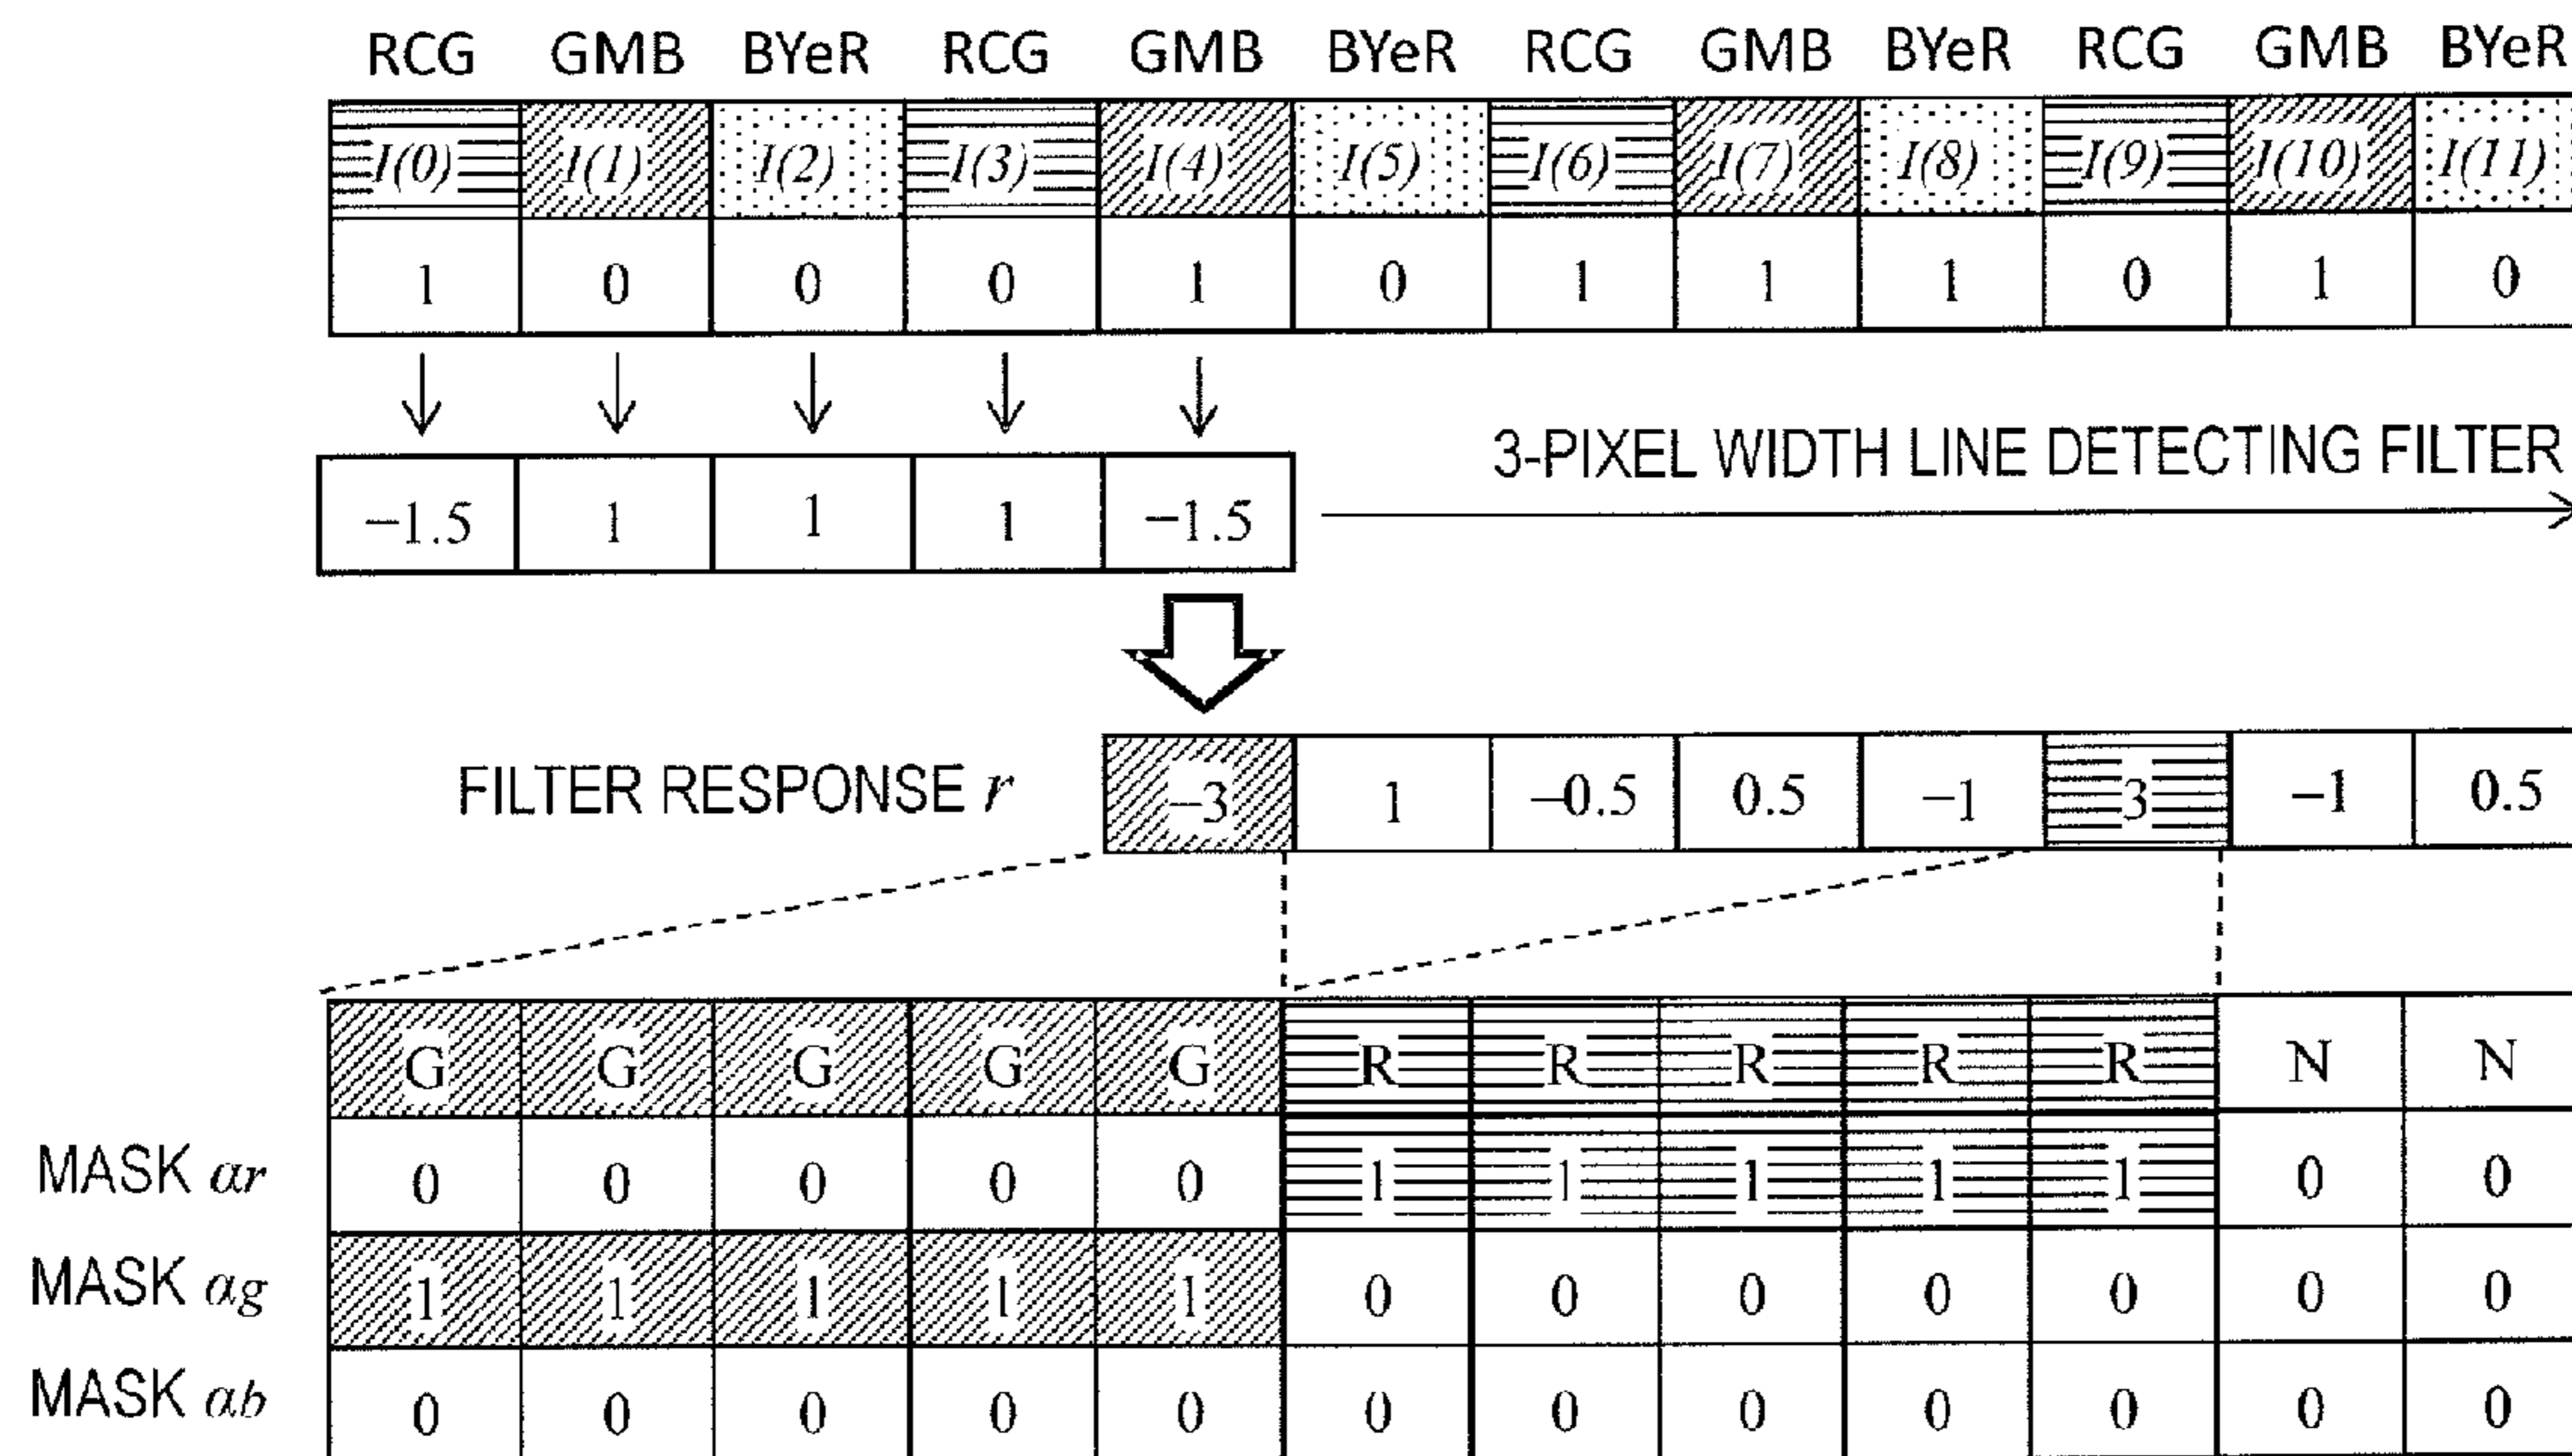 RCG GMB BYeR RCG GMB BYeR RCG GMB BYeR RCG GMB BYeR
I(0) I(1) I(2) I(3) I(4) I(5) I(6) I(7) I(8) I(9) I(10) I(11)
1 0 0 0 1 0 1 1 1 0 1 0
3-PIXEL WIDTH LINE DETECTING FILTER
−1.5 1 1 1 −1.5
FILTER RESPONSE r −3 1 −0.5 0.5 −1 3 −1 0.5
G G G G G R R R R R N N
MASK αr 0 0 0 0 0 1 1 1 1 1 0 0
MASK αg 1 1 1 1 1 0 0 0 0 0 0 0
MASK αb 0 0 0 0 0 0 0 0 0 0 0 0